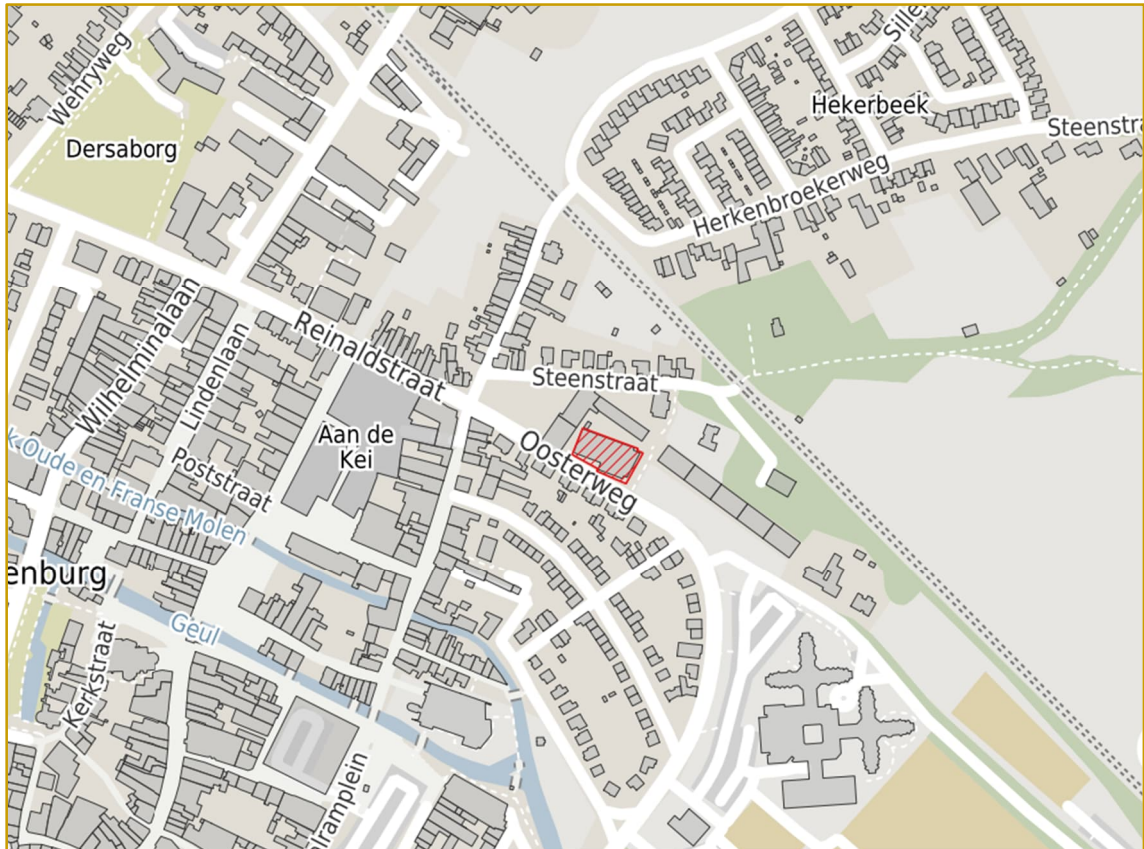 Wehryweg
Sille
Dersaborg
Hekerbeek
Steenstra
Herkenbroekerweg
Wilhelminalaan
Lindenlaan
Reinaldstraat
Steenstraat
Aan de
Kei
Oosterweg
Poststraat
k Oude en Franse Molen
enburg
Geul
Kerkstraat
lramplein